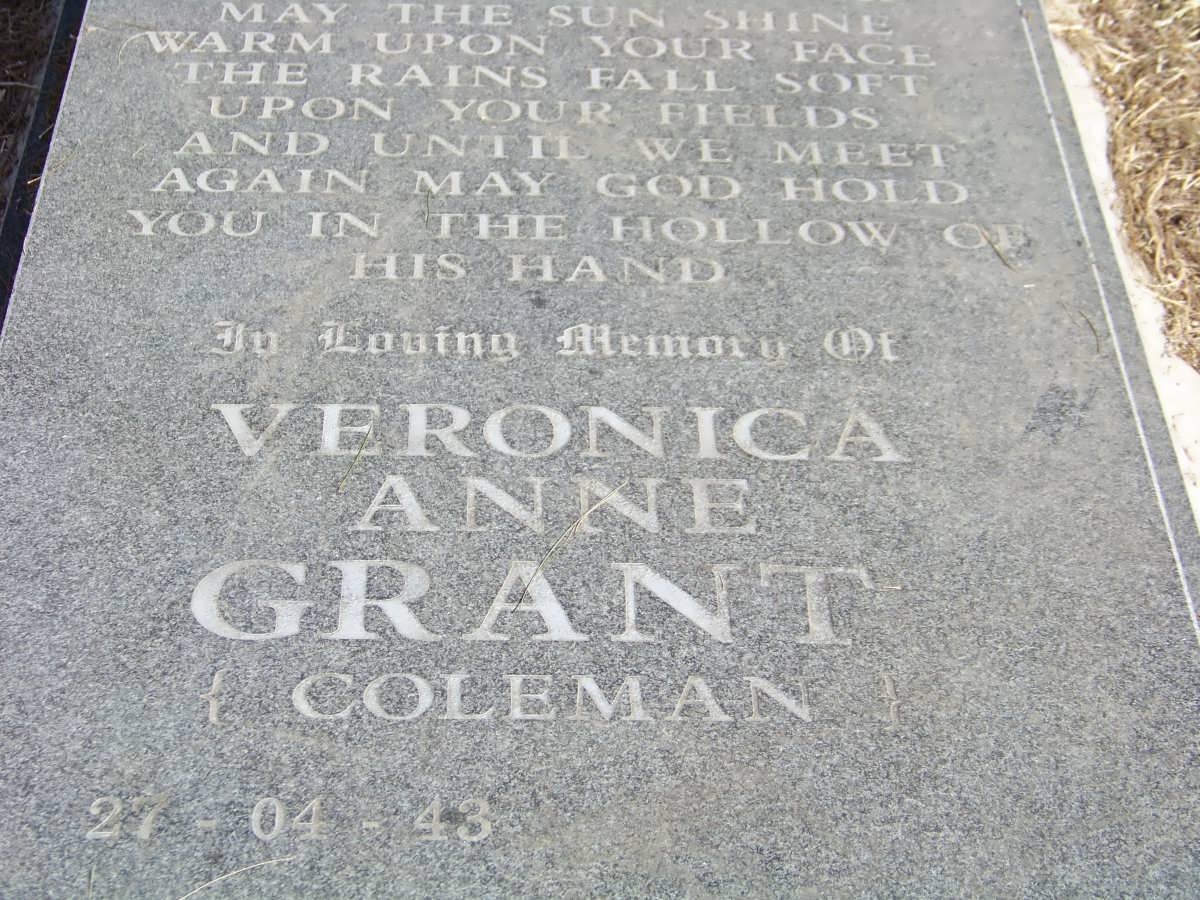 MAY THE SUN SHINE
WARM UPON YOUR FACE
THE RAINS FALL SOFT
UPON YOUR FIELDS
AND UNTIL WE MEET
AGAIN MAY GOD HOLD
YOU IN THE HOLLOW OF
HIS HAND
In Loving Memory Of
VERONICA
ANNE
GRANT
{ COLEMAN }
27 - 04 - 43